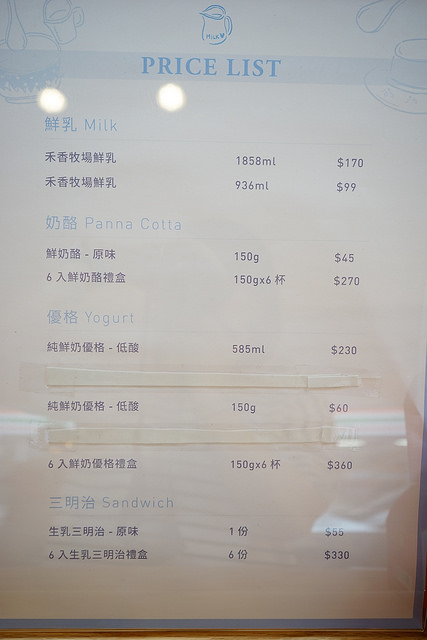 MILK
PRICE LIST
鮮乳 Milk
禾香牧場鮮乳 1858ml $170
禾香牧場鮮乳 936ml $99
奶酪 Panna Cotta
鮮奶酪 - 原味 150g $45
6 入鮮奶酪禮盒 150gx6 杯 $270
優格 Yogurt
純鮮奶優格 - 低酸 585ml $230
純鮮奶優格 - 低酸 150g $60
6 入鮮奶優格禮盒 150gx6 杯 $360
三明治 Sandwich
生乳三明治 - 原味 1 份 $55
6 入生乳三明治禮盒 6 份 $330